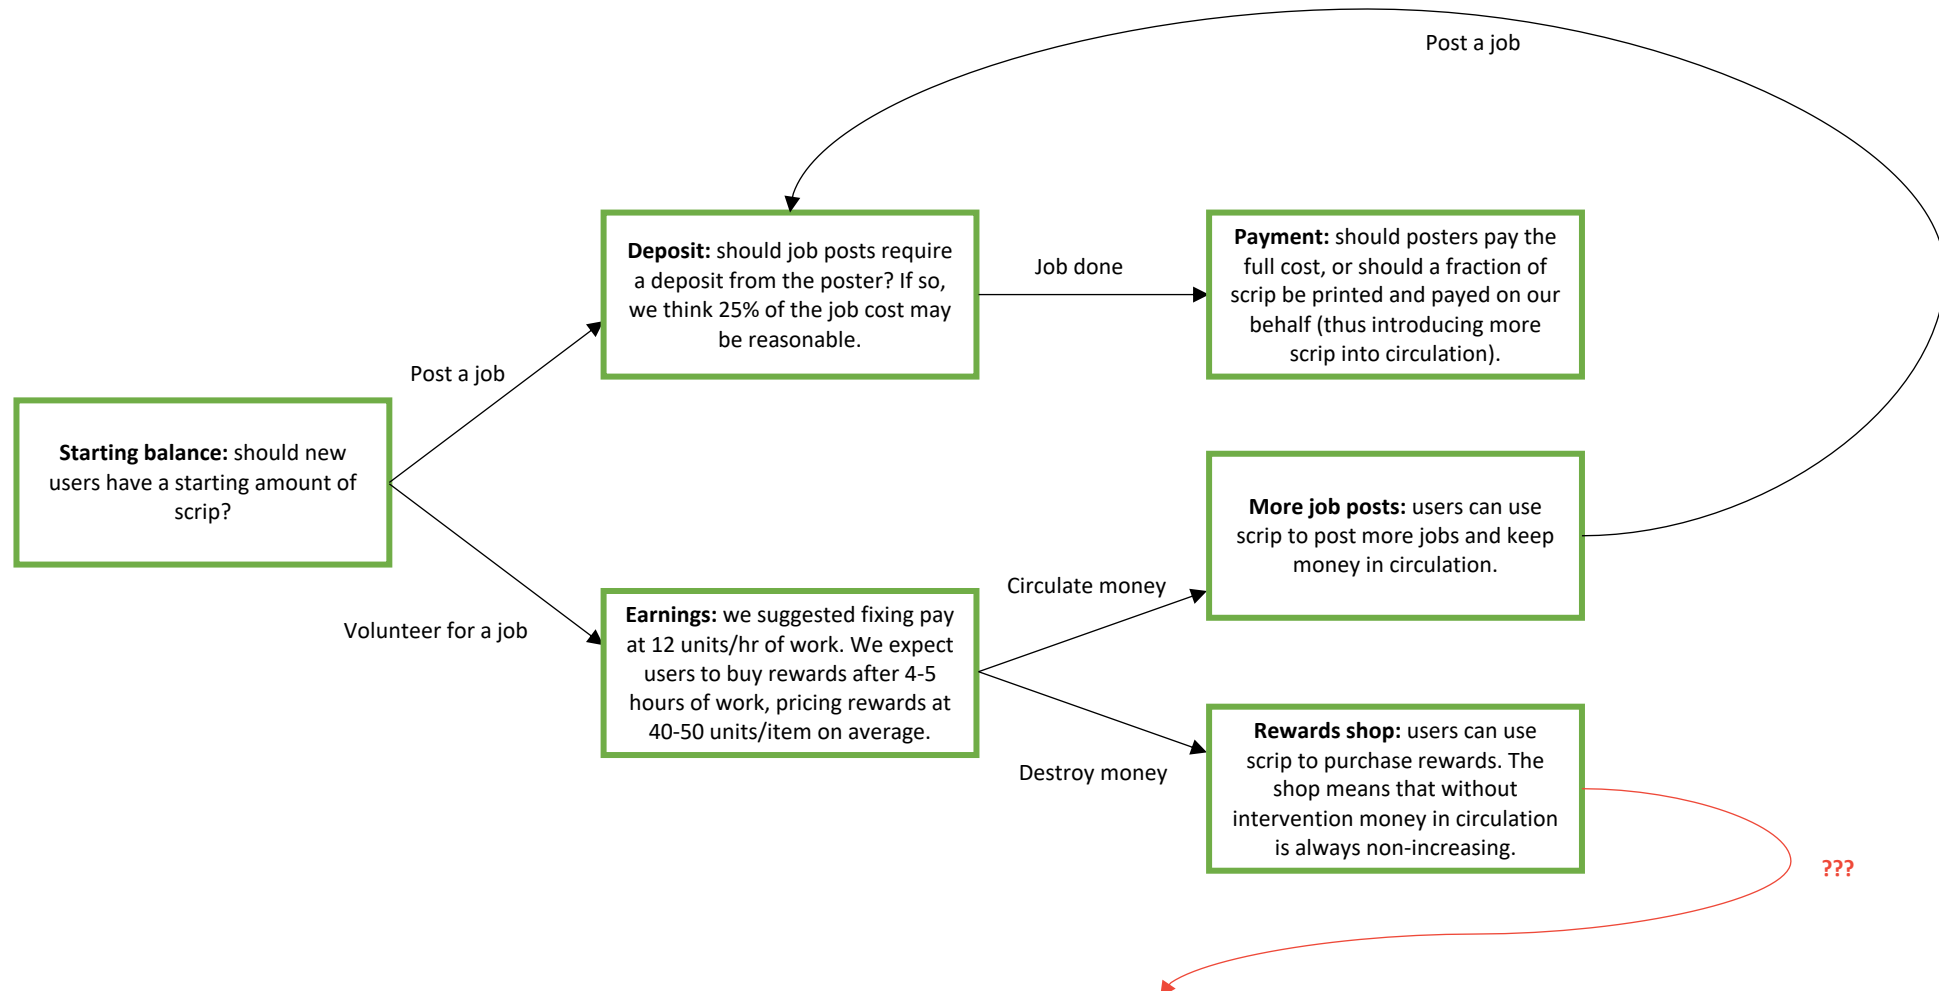 Post a job
Deposit: should job posts require
a deposit from the poster? If so,
we think 25% of the job cost may
be reasonable.
Job done
Payment: should posters pay the
full cost, or should a fraction of
scrip be printed and payed on our
behalf (thus introducing more
scrip into circulation).
Post a job
Starting balance: should new
users have a starting amount of
scrip?
Volunteer for a job
Earnings: we suggested fixing pay
at 12 units/hr of work. We expect
users to buy rewards after 4-5
hours of work, pricing rewards at
40-50 units/item on average.
Circulate money
More job posts: users can use
scrip to post more jobs and keep
money in circulation.
Destroy money
Rewards shop: users can use
scrip to purchase rewards. The
shop means that without
intervention money in circulation
is always non-increasing.
???